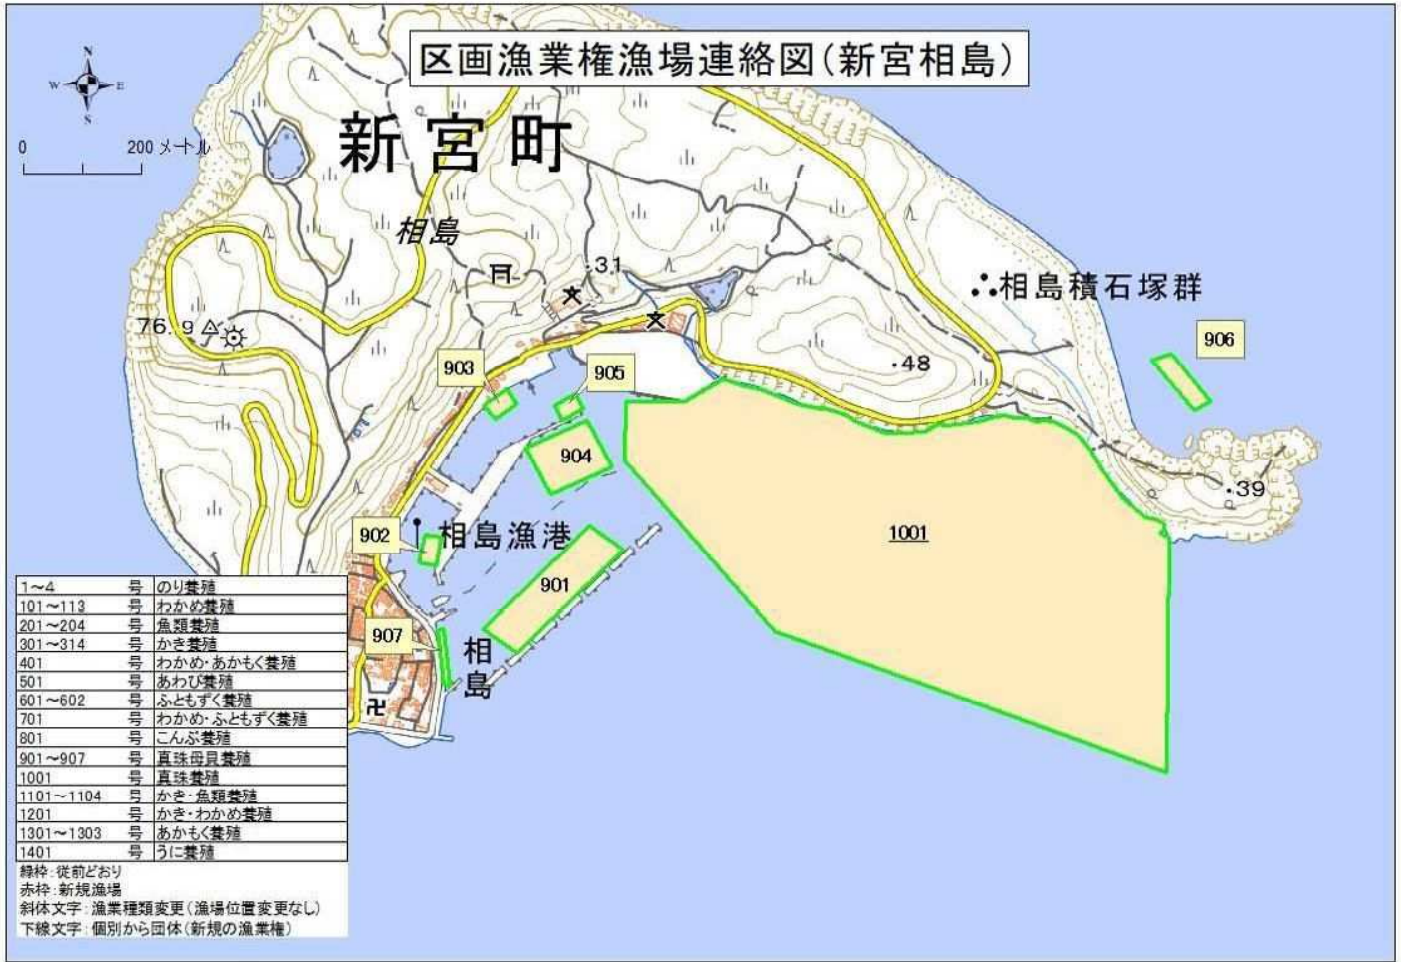 区画漁業権漁場連絡図(新宮相島)
N
W E
S
0 200 メートル
新宮町
相島
31
相島積石塚群
76.9
906
903
905
48
904
39
902
相島漁港
1001
901
907
相島
1~4 号 のり養殖
101~113 号 わかめ養殖
201~204 号 魚類養殖
301~314 号 かき養殖
401 号 わかめ・あかもく養殖
501 号 あわび養殖
601~602 号 ふともずく養殖
701 号 わかめ・ふともずく養殖
801 号 こんぶ養殖
901~907 号 真珠母貝養殖
1001 号 真珠養殖
1101~1104 号 かき・魚類養殖
1201 号 かき・わかめ養殖
1301~1303 号 あかもく養殖
1401 号 うに養殖
緑枠:従前どおり
赤枠:新規漁場
斜体文字:漁業種類変更(漁場位置変更なし)
下線文字:個別から団体(新規の漁業権)